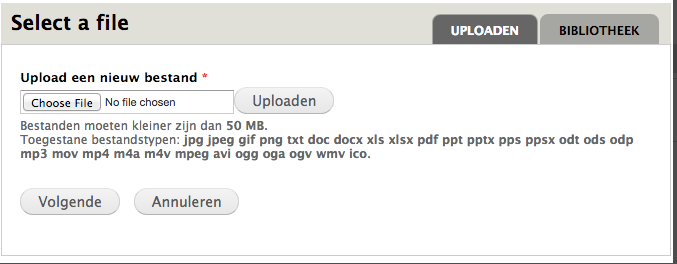 Select a file
UPLOADEN
BIBLIOTHEEK
Upload een nieuw bestand *
Choose File No file chosen
Uploaden
Bestanden moeten kleiner zijn dan 50 MB.
Toegestane bestandstypen: jpg jpeg gif png txt doc docx xls xlsx pdf ppt pptx pps ppsx odt ods odp
mp3 mov mp4 m4a m4v mpeg avi ogg oga ogv wmv ico.
Volgende
Annuleren